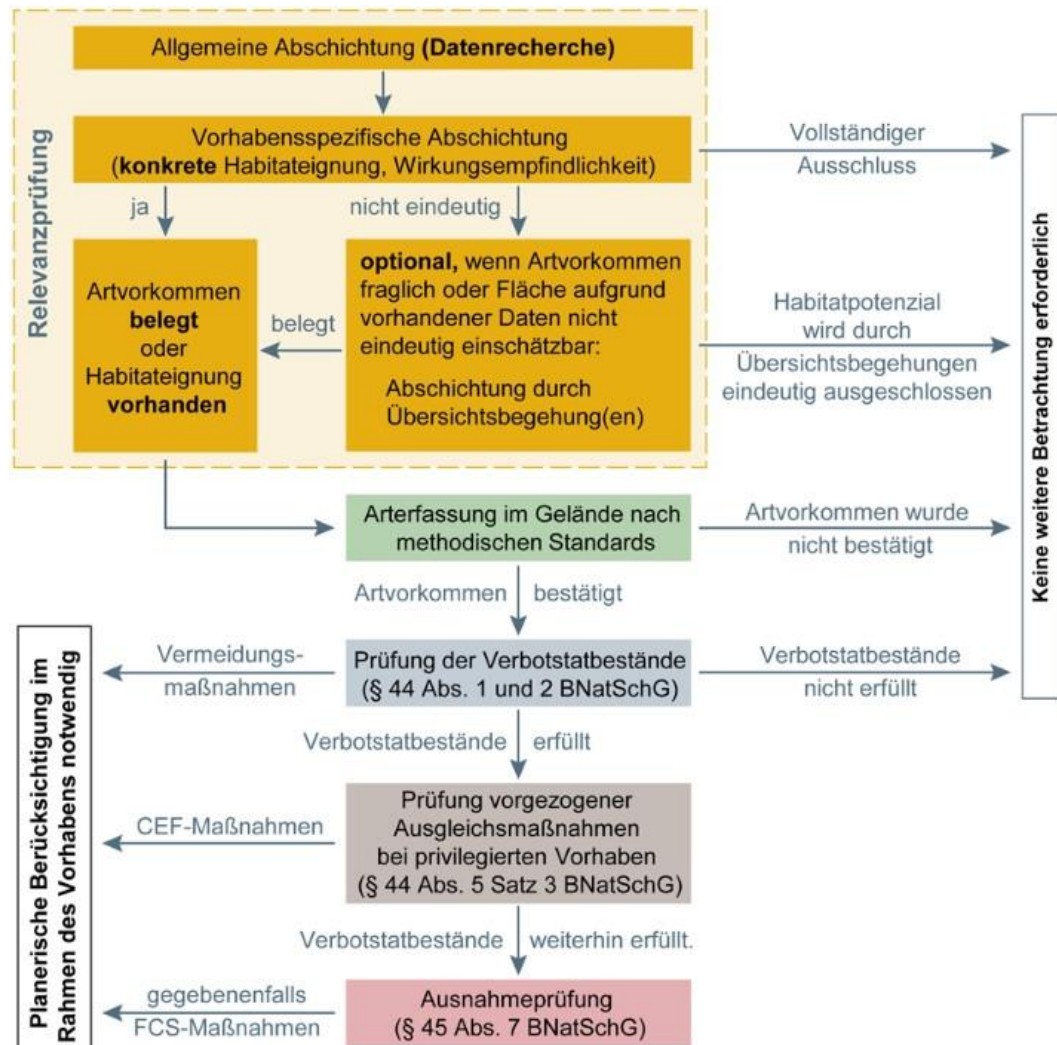 Allgemeine Abschichtung (Datenrecherche)
Relevanzprüfung
Vorhabensspezifische Abschichtung
(konkrete Habitateignung, Wirkungsempfindlichkeit)
Vollständiger
Ausschluss
ja
nicht eindeutig
Artvorkommen
belegt
oder
Habitateignung
vorhanden
belegt
optional, wenn Artvorkommen
fraglich oder Fläche aufgrund
vorhandener Daten nicht
eindeutig einschätzbar:
Abschichtung durch
Übersichtsbegehung(en)
Habitatpotenzial
wird durch
Übersichtsbegehungen
eindeutig ausgeschlossen
Keine weitere Betrachtung erforderlich
Arterfassung im Gelände nach
methodischen Standards
Artvorkommen wurde
nicht bestätigt
Artvorkommen bestätigt
Planerische Berücksichtigung im
Rahmen des Vorhabens notwendig
Vermeidungs-
maßnahmen
Prüfung der Verbotstatbestände
(§ 44 Abs. 1 und 2 BNatSchG)
Verbotstatbestände
nicht erfüllt
Verbotstatbestände erfüllt
CEF-Maßnahmen
Prüfung vorgezogener
Ausgleichsmaßnahmen
bei privilegierten Vorhaben
(§ 44 Abs. 5 Satz 3 BNatSchG)
Verbotstatbestände weiterhin erfüllt.
gegebenenfalls
FCS-Maßnahmen
Ausnahmeprüfung
(§ 45 Abs. 7 BNatSchG)